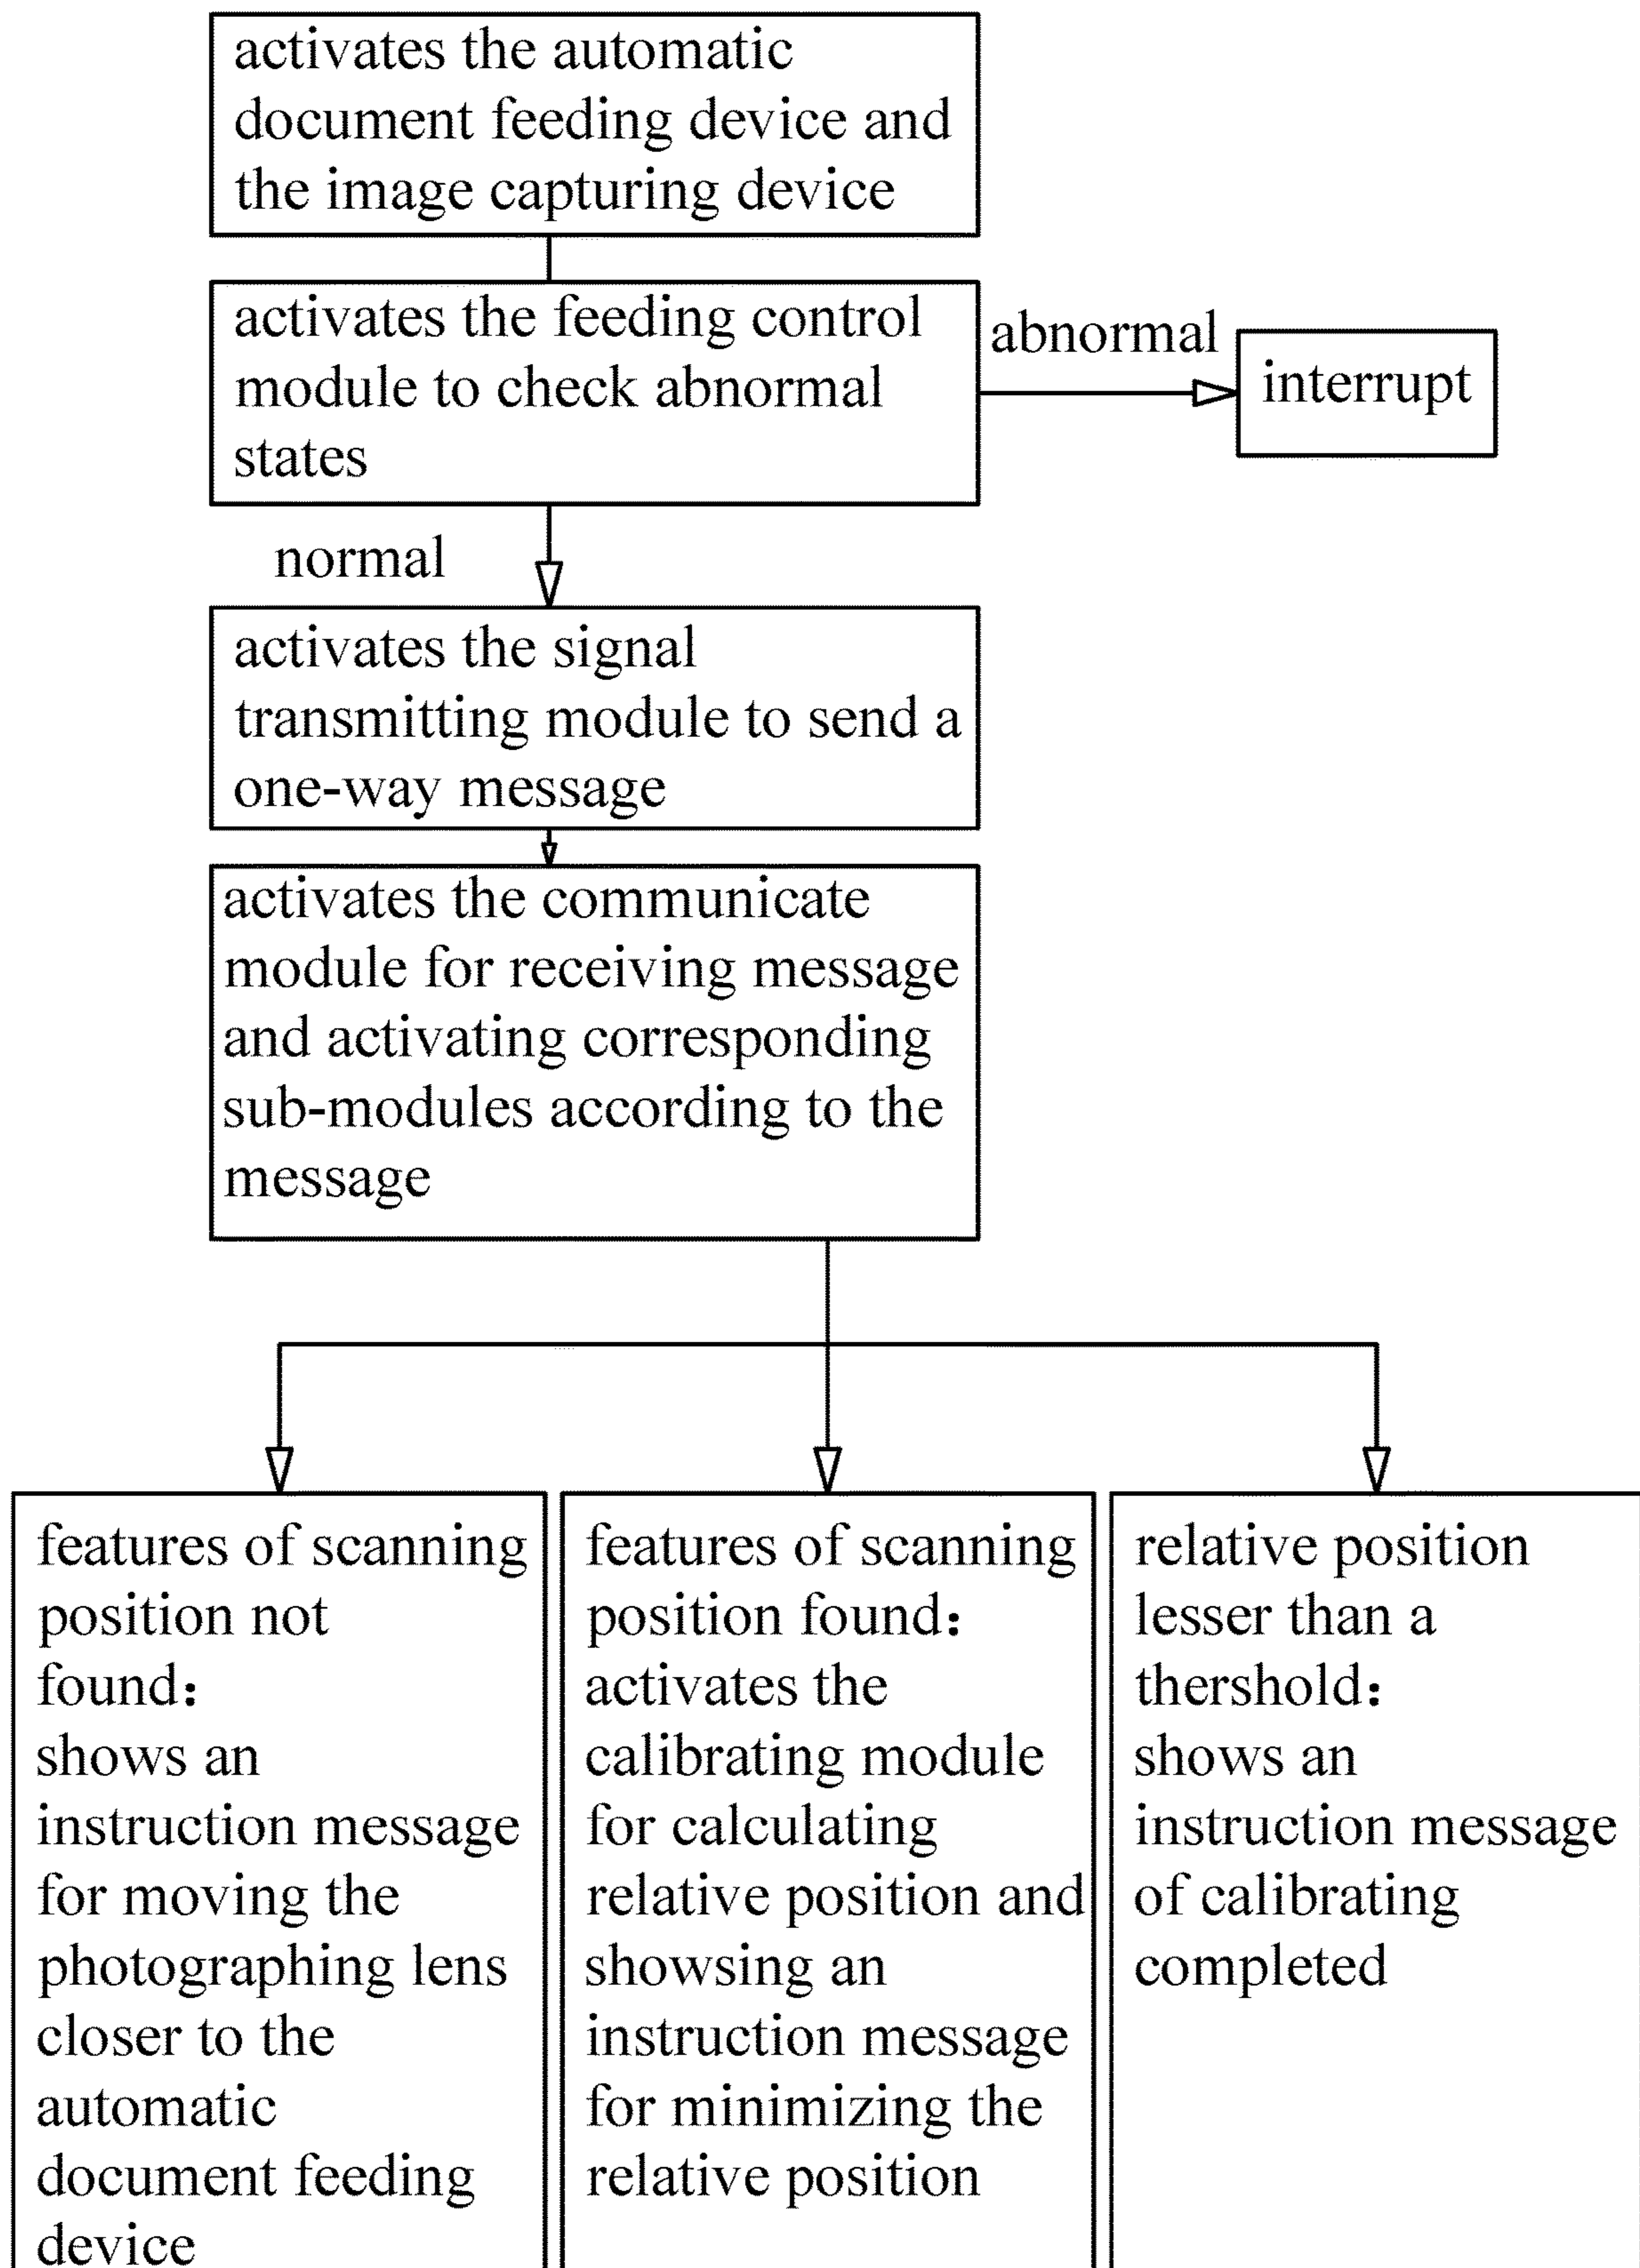 activates the automatic
document feeding device and
the image capturing device
activates the feeding control
module to check abnormal
states
abnormal
interrupt
normal
activates the signal
transmitting module to send a
one-way message
activates the communicate
module for receiving message
and activating corresponding
sub-modules according to the
message
features of scanning
position not
found:
shows an
instruction message
for moving the
photographing lens
closer to the
automatic
document feeding
device
features of scanning
position found:
activates the
calibrating module
for calculating
relative position and
showsing an
instruction message
for minimizing the
relative position
relative position
lesser than a
thershold:
shows an
instruction message
of calibrating
completed